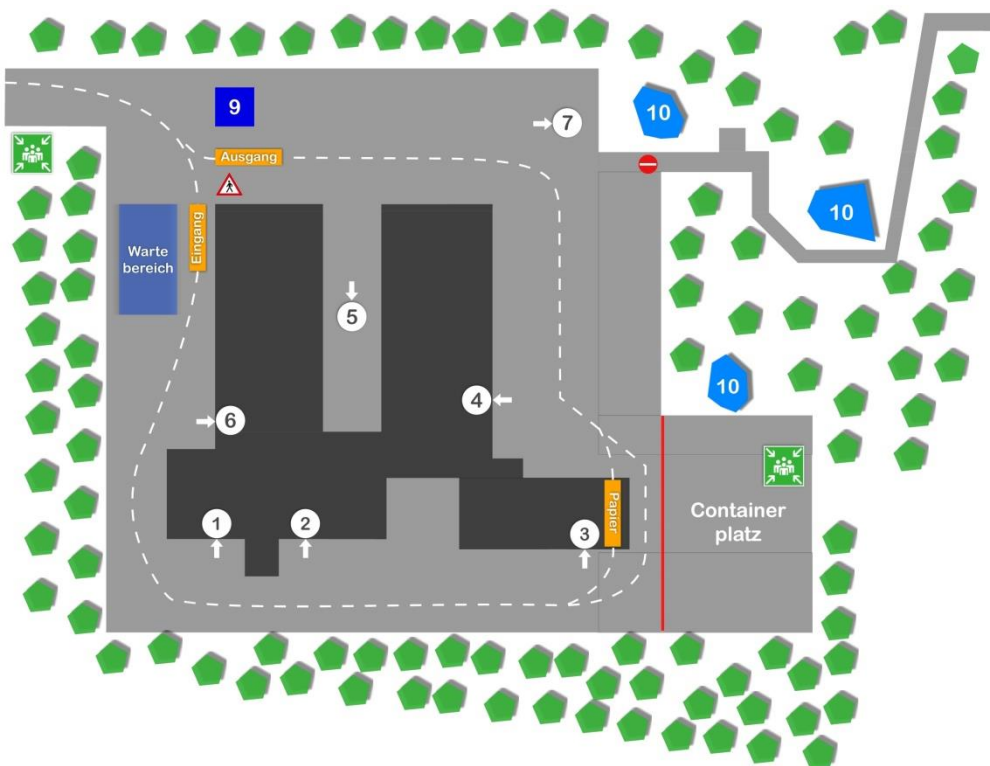 9
7
10
Ausgang
10
Eingang
Warte
bereich
5
10
4
6
Container
platz
Papier
1
2
3